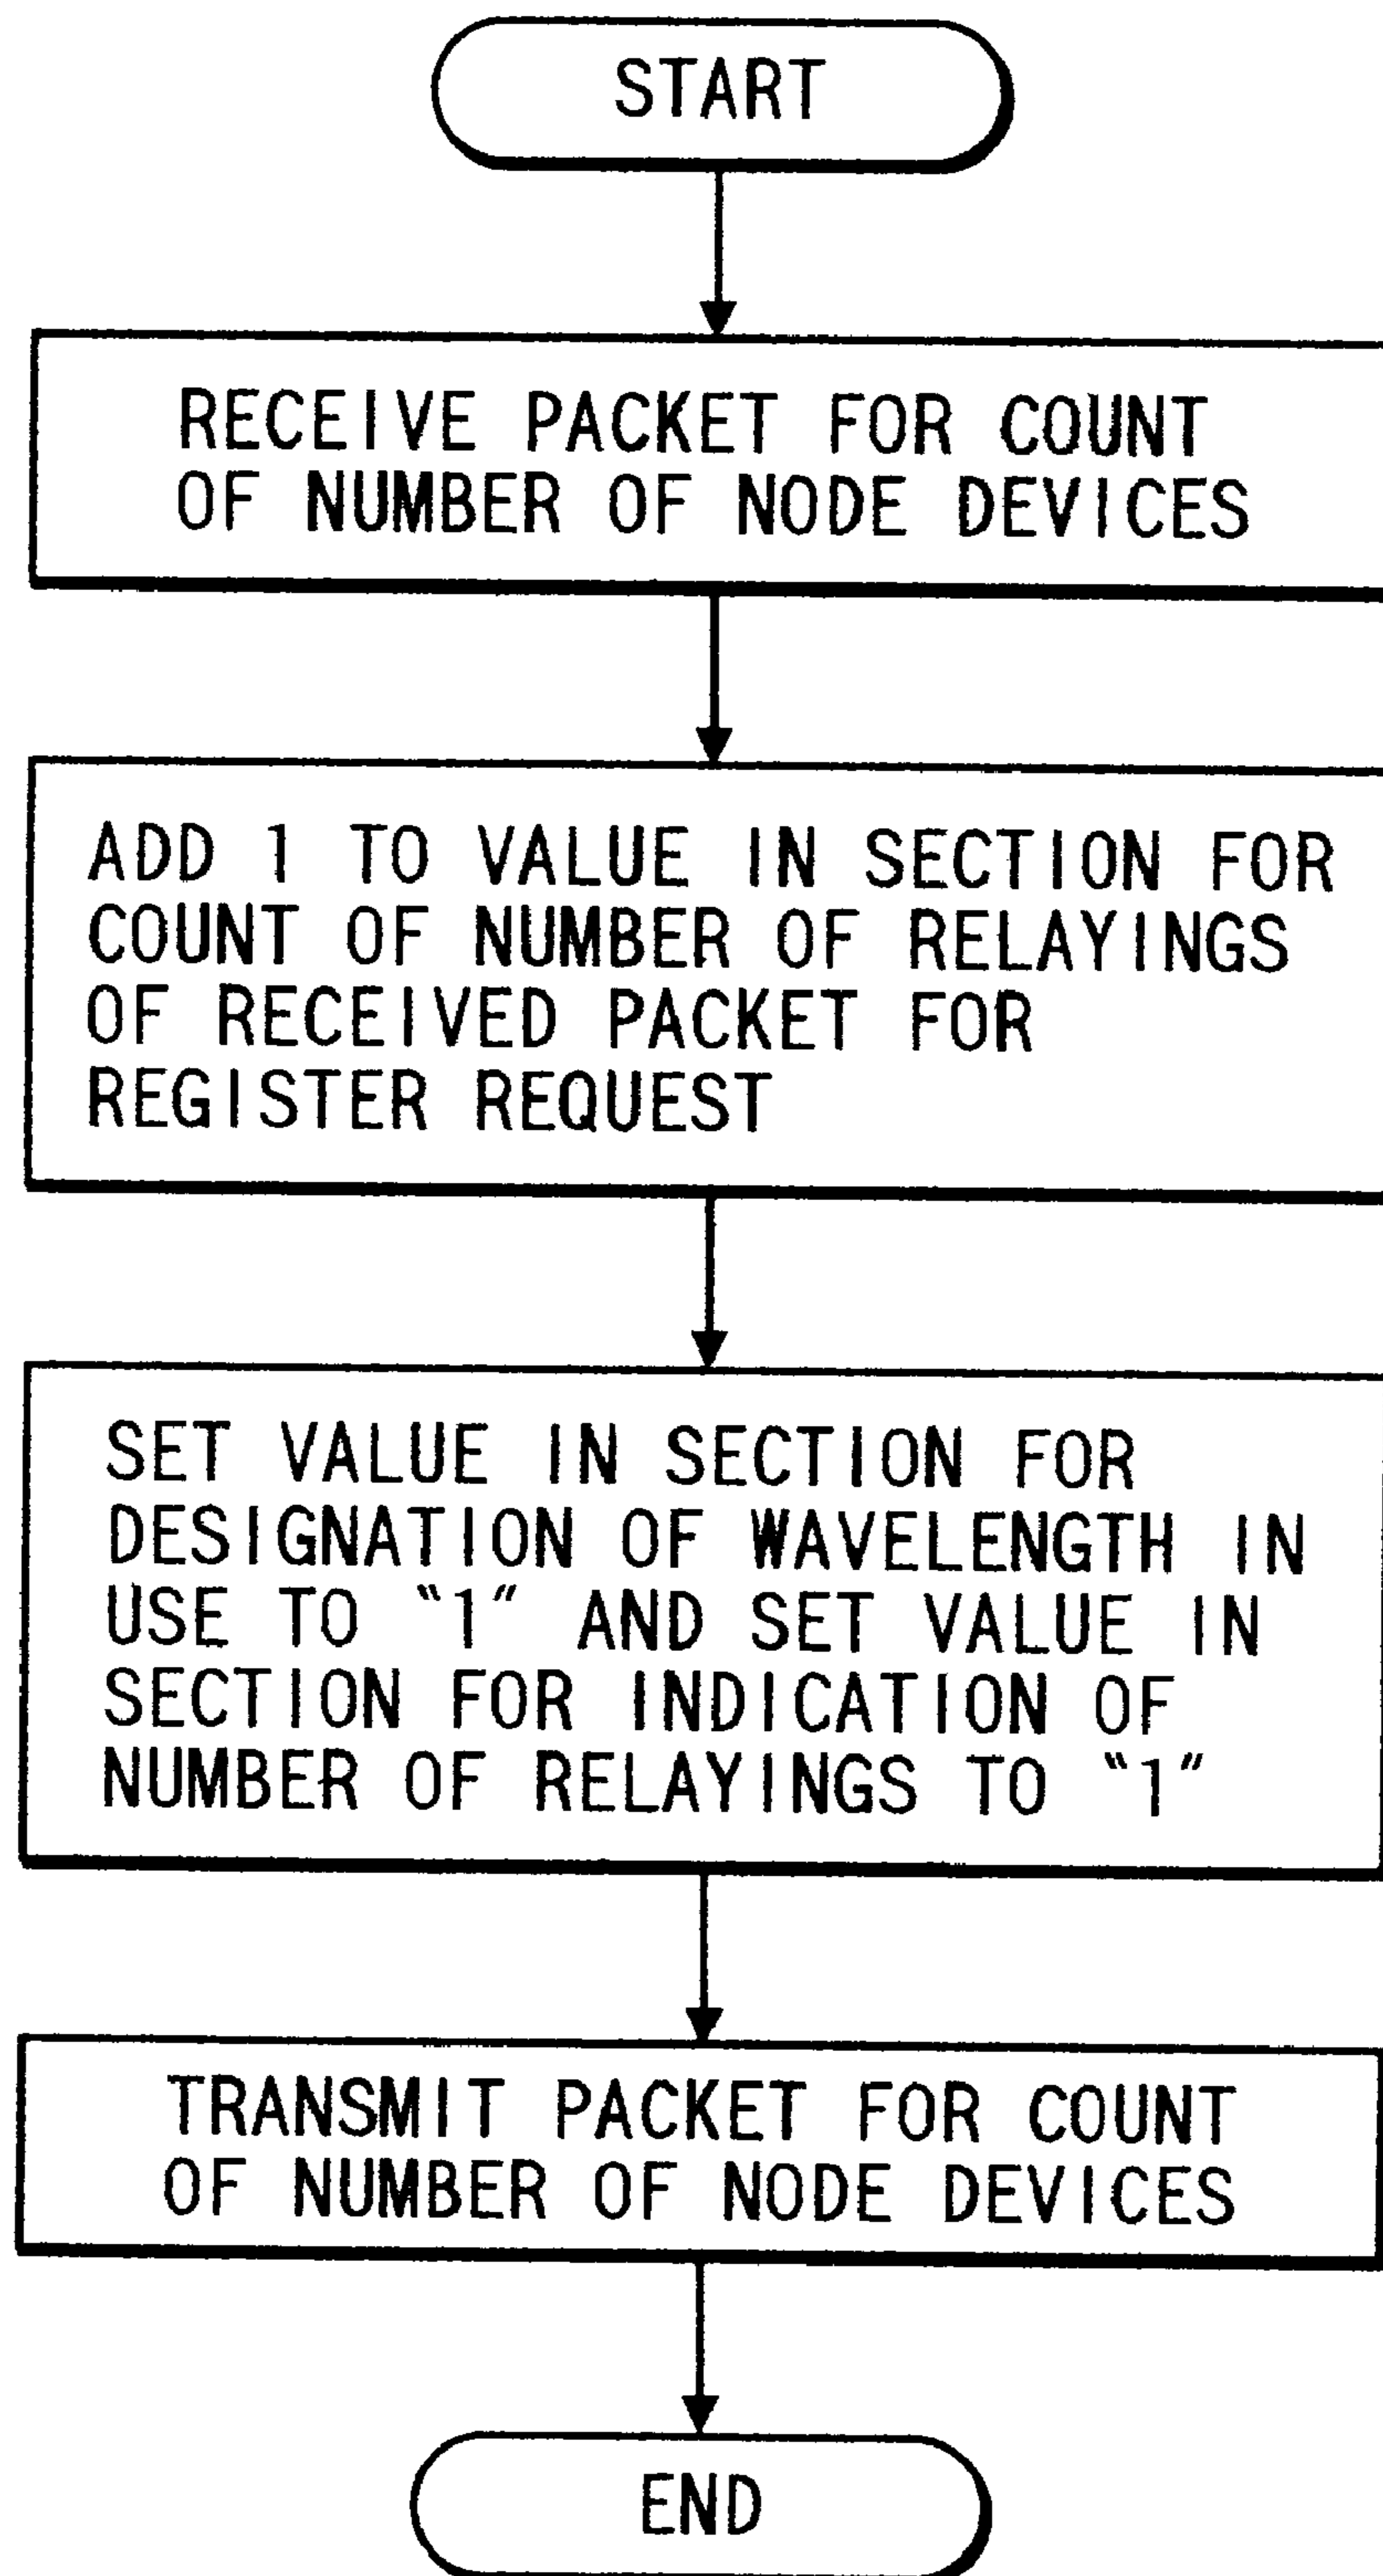 START
RECEIVE PACKET FOR COUNT
OF NUMBER OF NODE DEVICES
ADD 1 TO VALUE IN SECTION FOR
COUNT OF NUMBER OF RELAYINGS
OF RECEIVED PACKET FOR
REGISTER REQUEST
SET VALUE IN SECTION FOR
DESIGNATION OF WAVELENGTH IN
USE TO "1" AND SET VALUE IN
SECTION FOR INDICATION OF
NUMBER OF RELAYINGS TO "1"
TRANSMIT PACKET FOR COUNT
OF NUMBER OF NODE DEVICES
END